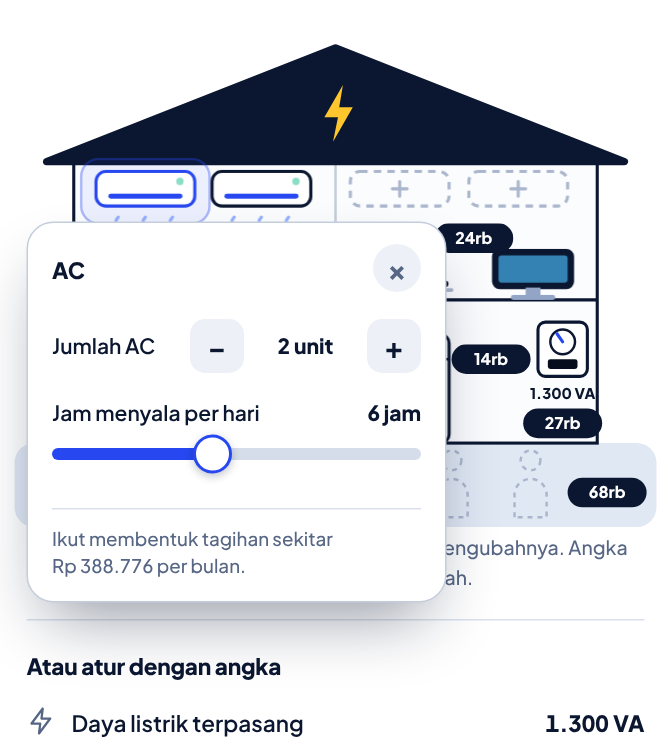 24rb
AC
×
Jumlah AC
−
2 unit
+
14rb
1.300 VA
Jam menyala per hari
6 jam
27rb
68rb
Ikut membentuk tagihan sekitar
Rp 388.776 per bulan.
engubahnya. Angka
ah.
Atau atur dengan angka
Daya listrik terpasang
1.300 VA